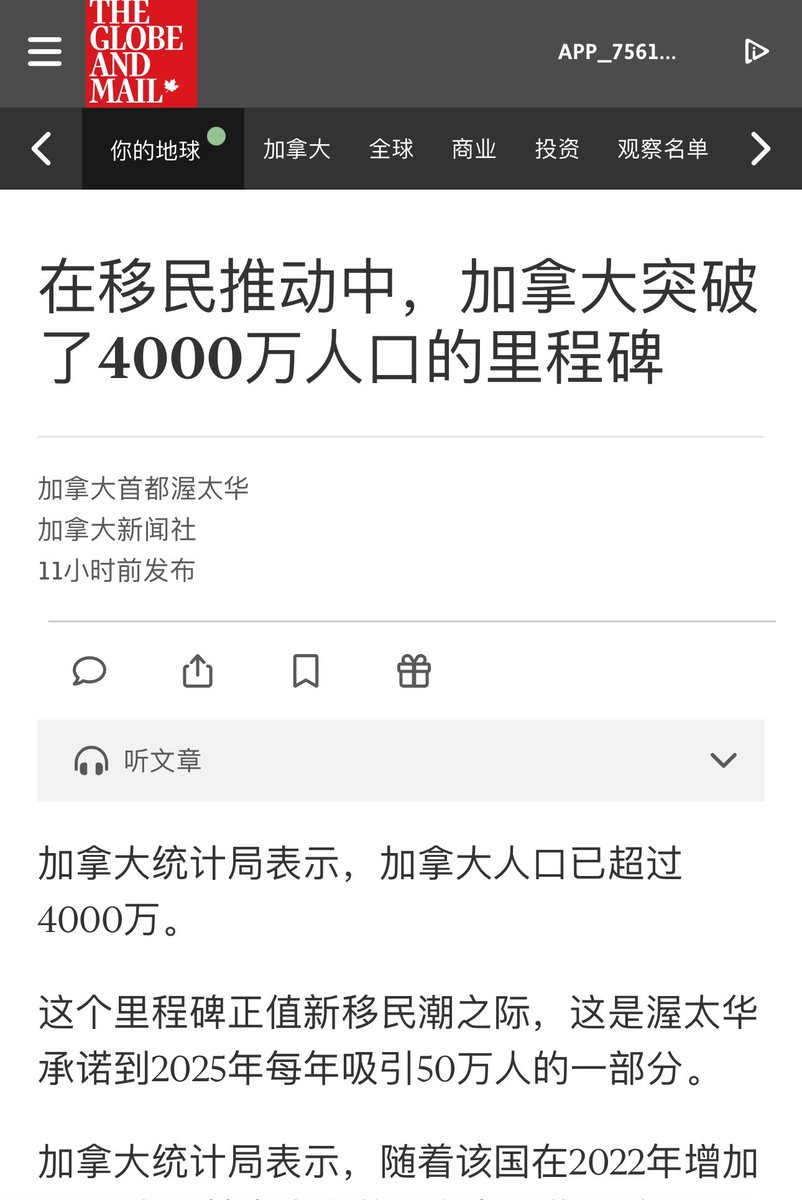 THE
GLOBE
AND
MAIL
APP_7561...
你的地球 加拿大 全球 商业 投资 观察名单
在移民推动中，加拿大突破
了4000万人口的里程碑
加拿大首都渥太华
加拿大新闻社
11小时前发布
听文章
加拿大统计局表示，加拿大人口已超过
4000万。
这个里程碑正值新移民潮之际，这是渥太华
承诺到2025年每年吸引50万人的一部分。
加拿大统计局表示，随着该国在2022年增加